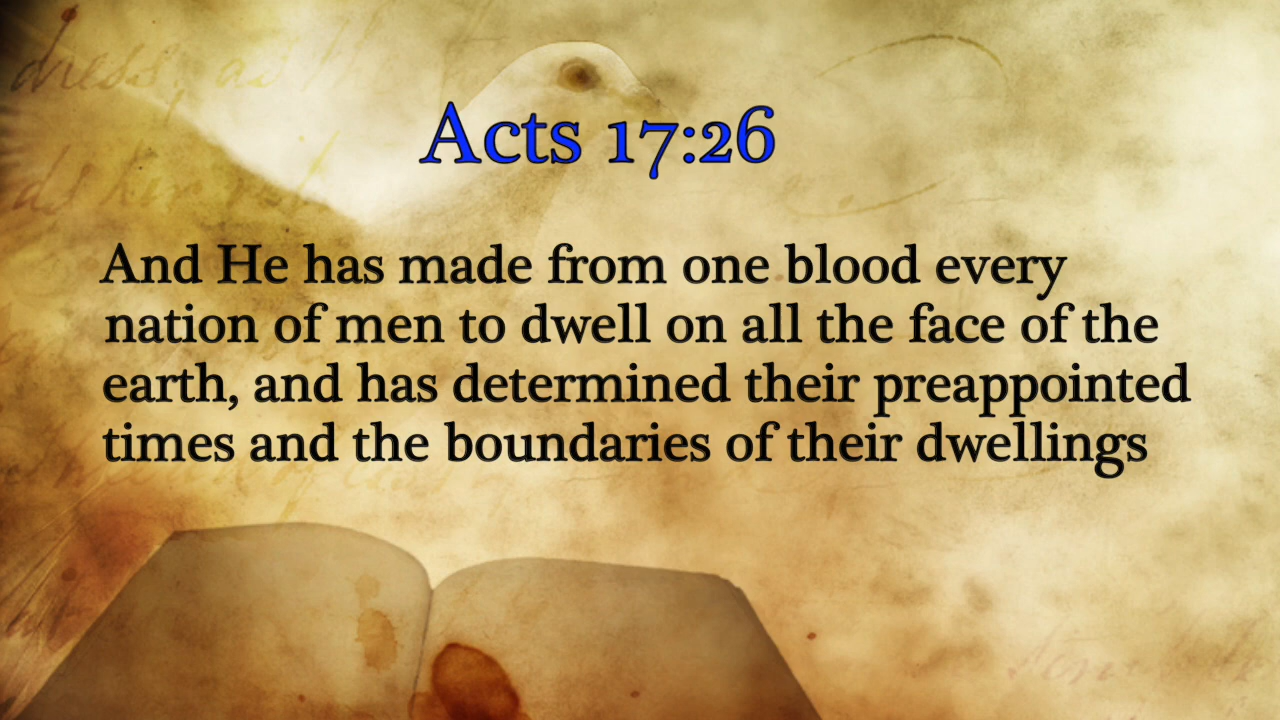 Acts 17:26
And He has made from one blood every
nation of men to dwell on all the face of the
earth, and has determined their preappointed
times and the boundaries of their dwellings